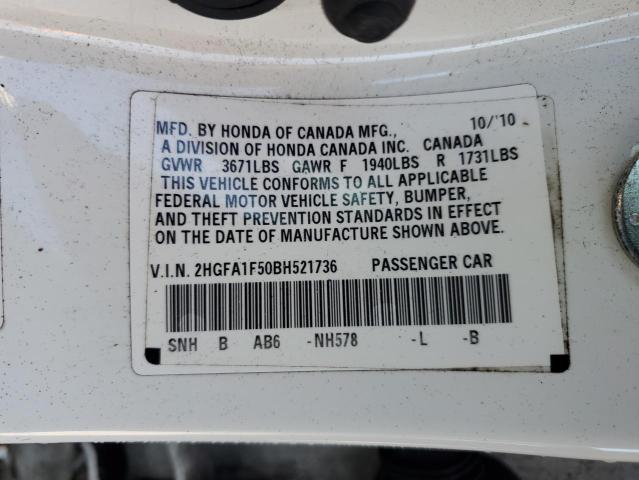 MFD. BY HONDA OF CANADA MFG., 10/'10
A DIVISION OF HONDA CANADA INC. CANADA
GVWR 3671LBS GAWR F 1940LBS R 1731LBS
THIS VEHICLE CONFORMS TO ALL APPLICABLE
FEDERAL MOTOR VEHICLE SAFETY, BUMPER,
AND THEFT PREVENTION STANDARDS IN EFFECT
ON THE DATE OF MANUFACTURE SHOWN ABOVE.
V.I.N. 2HGFA1F50BH521736 PASSENGER CAR
SNH B AB6 -NH578 -L -B